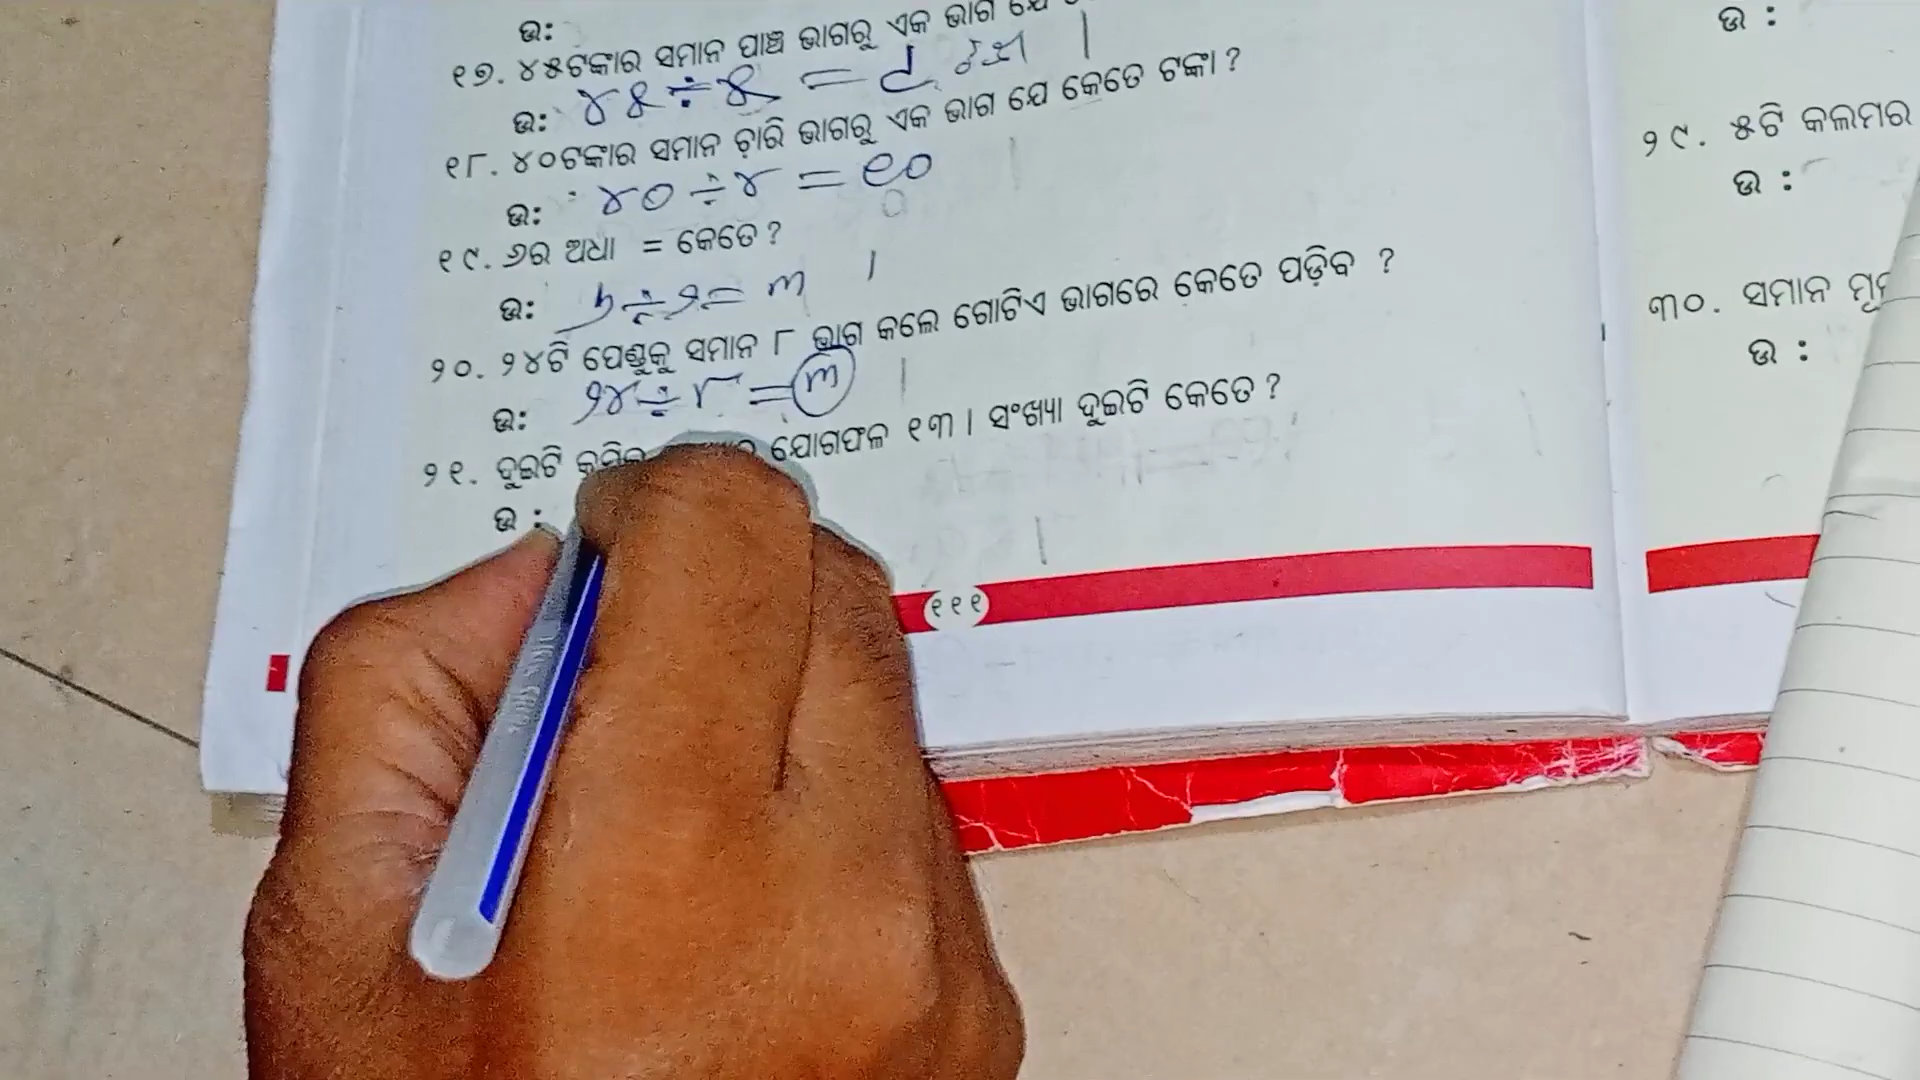 ଉ:
୧୭. ୪୫ଟଙ୍କାର ସମାନ ପାଞ୍ଚ ଭାଗରୁ ଏକ ଭାଗ ଯେ
ଉ: ୪୫ ÷ ୫ = ୯
୧୮. ୪୦ଟଙ୍କାର ସମାନ ଚ଼ାରି ଭାଗରୁ ଏକ ଭାଗ ଯେ କେତେ ଟଙ୍କା ?
ଉ: ୪୦ ÷ ୪ = ୧୦
୧୯. ୬ର ଅଧା = କେତେ ?
ଉ: ୬ ÷ ୨ = ୩ ।
୨୦. ୨୪ଟି ପେଣ୍ଡୁକୁ ସମାନ ୮ ଭାଗ କଲେ ଗୋଟିଏ ଭାଗରେ କେତେ ପଡ଼ିବ ?
ଉ: ୨୪ ÷ ୮ = ୩ ।
୨୧. ଦୁଇଟି ଯୋଗଫଳ ୧୩ । ସଂଖ୍ୟା ଦୁଇଟି କେତେ ?
ଉ :
୧୧୧
ଉ :
୨୯. ୫ଟି କଲମର
ଉ :
୩୦. ସମାନ
ଉ :